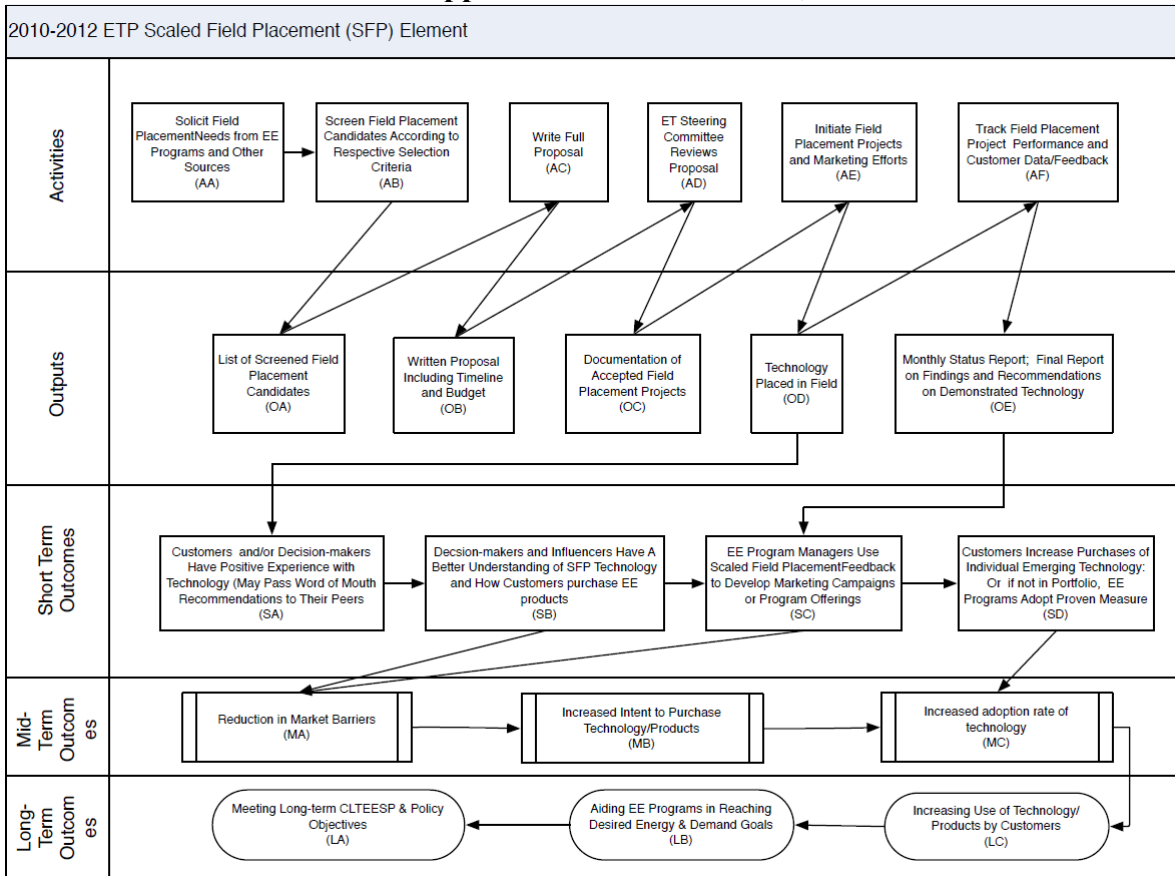 2010-2012 ETP Scaled Field Placement (SFP) Element
Activities
Solicit Field
PlacementNeeds from EE
Programs and Other
Sources
(AA)
Screen Field Placement
Candidates According to
Respective Selection
Criteria
(AB)
Write Full
Proposal
(AC)
ET Steering
Committee
Reviews
Proposal
(AD)
Initiate Field
Placement Projects
and Marketing Efforts
(AE)
Track Field Placement
Project Performance and
Customer Data/Feedback
(AF)
Outputs
List of Screened Field
Placement
Candidates
(OA)
Written Proposal
Including Timeline
and Budget
(OB)
Documentation of
Accepted Field
Placement Projects
(OC)
Technology
Placed in Field
(OD)
Monthly Status Report; Final Report
on Findings and Recommendations
on Demonstrated Technology
(OE)
Short Term
Outcomes
Customers and/or Decision-makers
Have Positive Experience with
Technology (May Pass Word of Mouth
Recommendations to Their Peers
(SA)
Decsion-makers and Influencers Have A
Better Understanding of SFP Technology
and How Customers purchase EE
products
(SB)
EE Program Managers Use
Scaled Field PlacementFeedback
to Develop Marketing Campaigns
or Program Offerings
(SC)
Customers Increase Purchases of
Individual Emerging Technology:
Or if not in Portfolio, EE
Programs Adopt Proven Measure
(SD)
Mid-
Term
Outcom
es
Reduction in Market Barriers
(MA)
Increased Intent to Purchase
Technology/Products
(MB)
Increased adoption rate of
technology
(MC)
Long-
Term
Outcom
es
Meeting Long-term CLTEESP & Policy
Objectives
(LA)
Aiding EE Programs in Reaching
Desired Energy & Demand Goals
(LB)
Increasing Use of Technology/
Products by Customers
(LC)